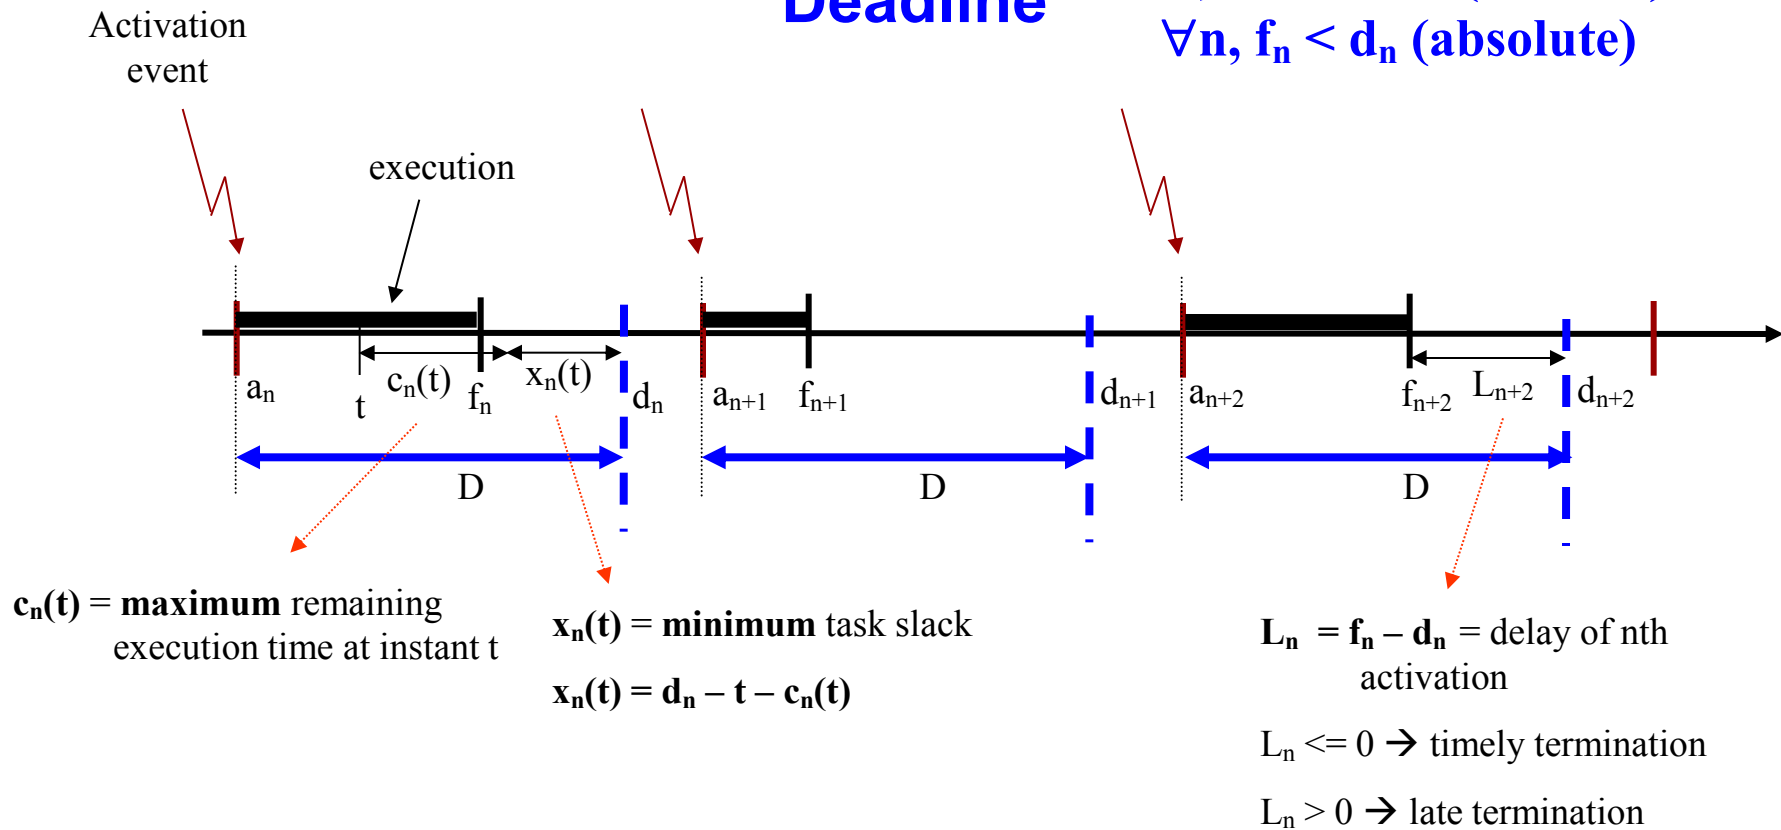 Deadline
∀n, fn < dn (absolute)
Activation
event
execution
an
t
cn(t)
fn
xn(t)
dn
an+1
fn+1
dn+1
an+2
fn+2
Ln+2
dn+2
D
D
D
cn(t) = maximum remaining
execution time at instant t
xn(t) = minimum task slack
xn(t) = dn – t – cn(t)
Ln = fn – dn = delay of nth
activation
Ln <= 0 → timely termination
Ln > 0 → late termination